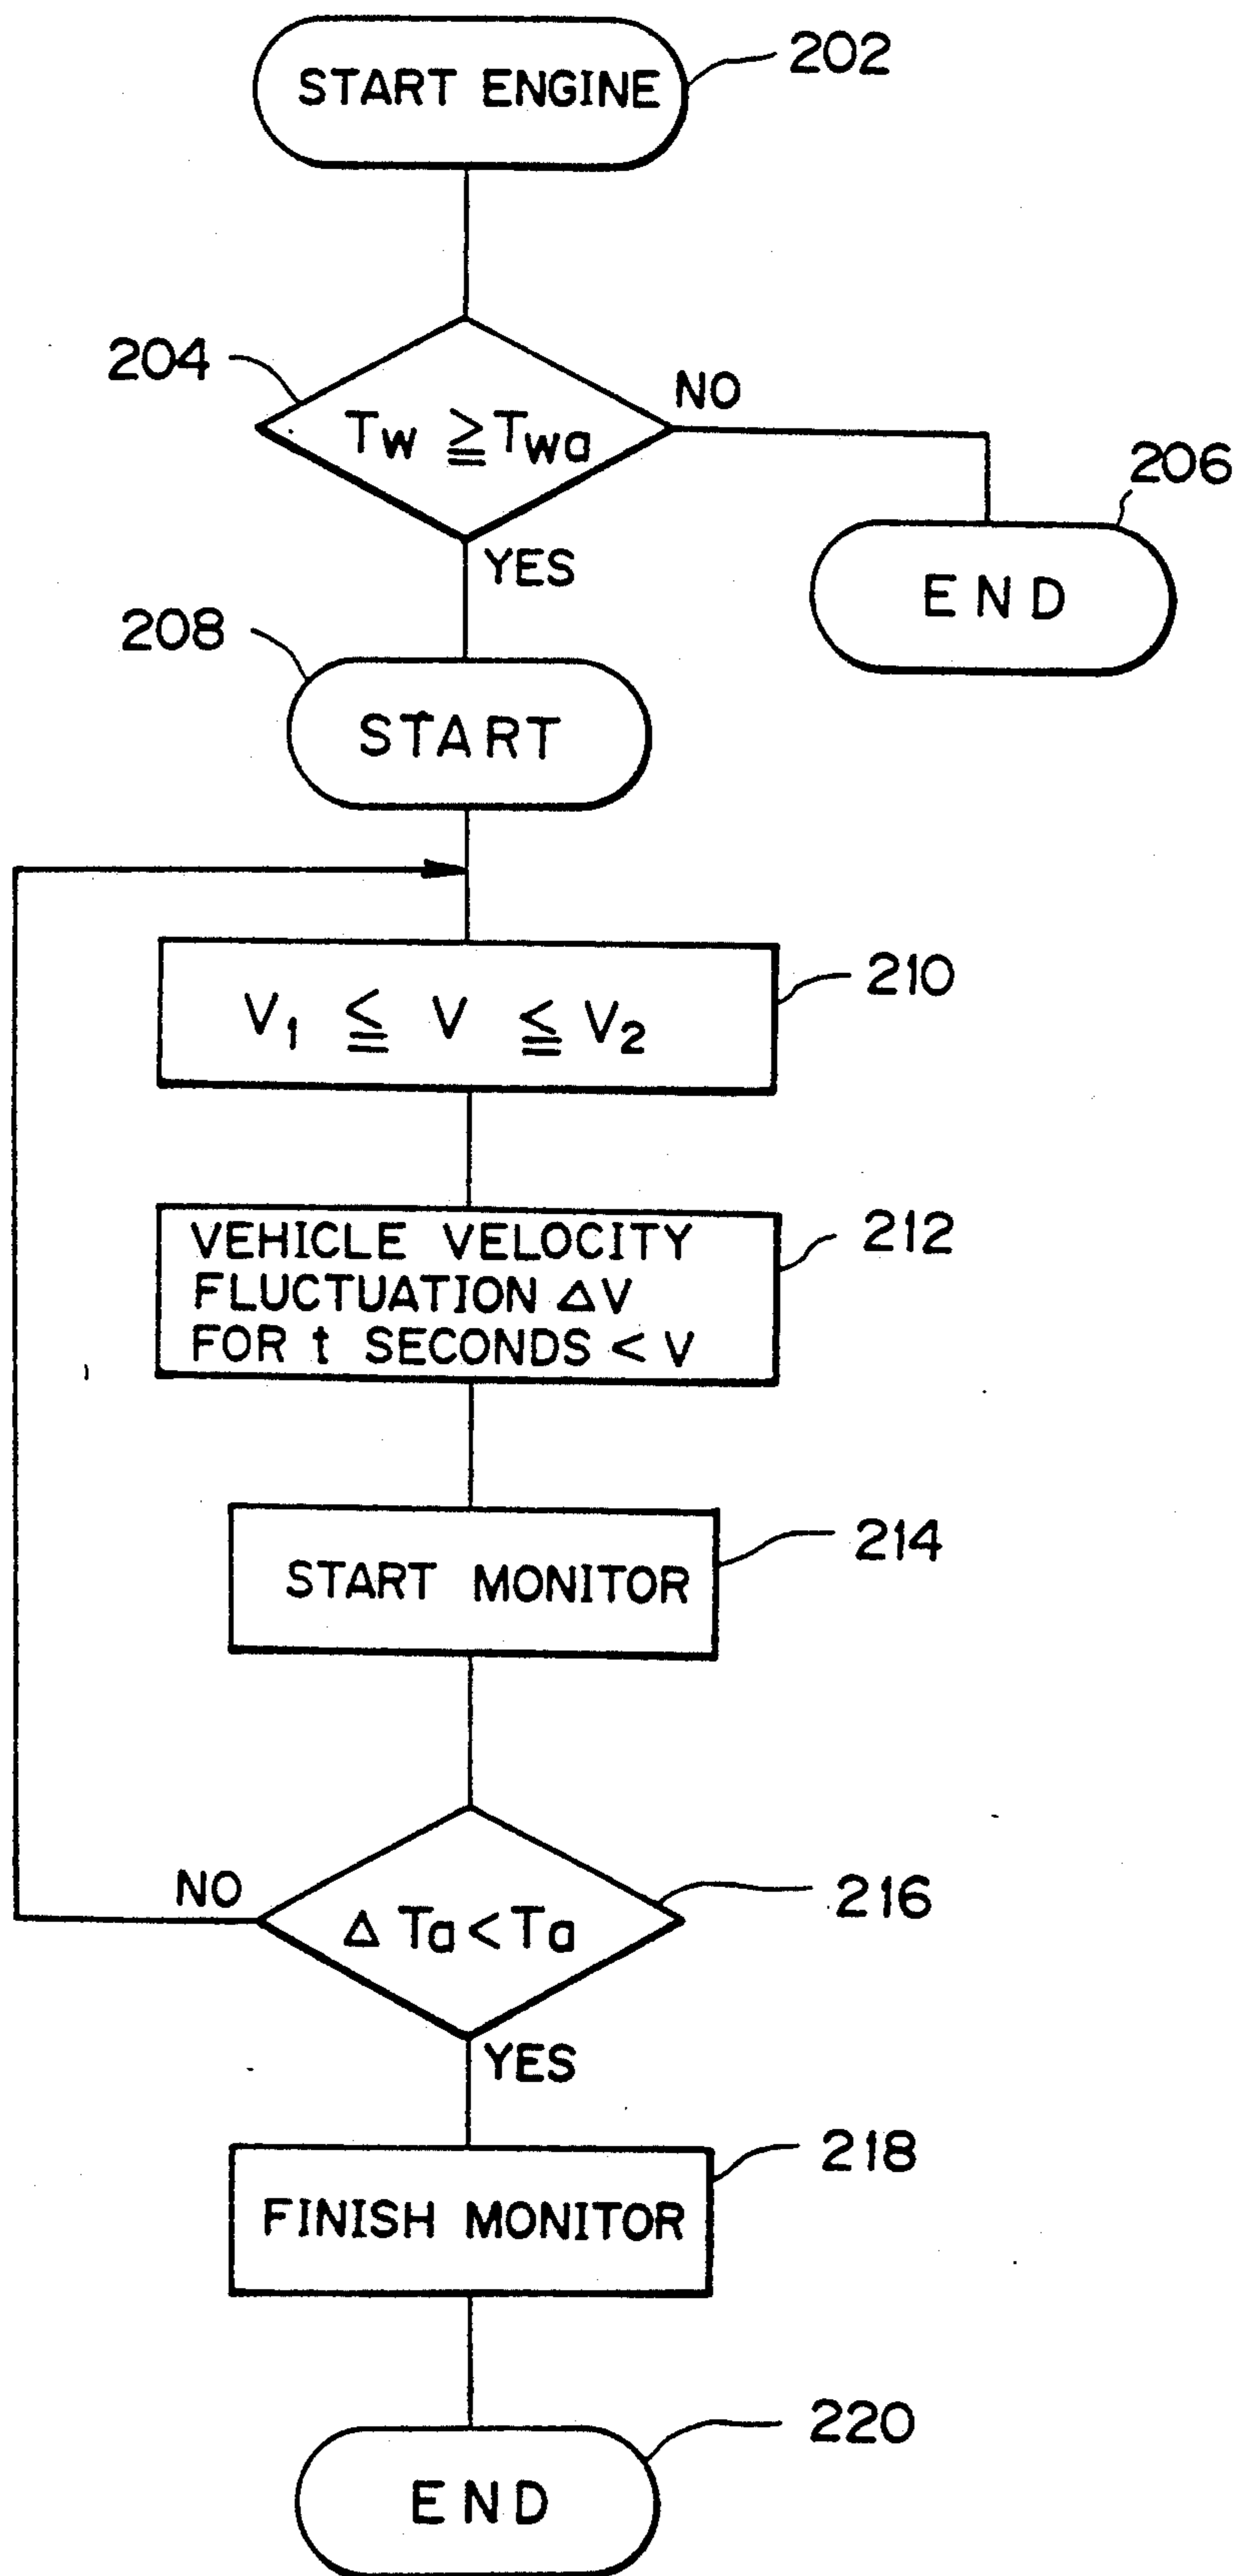 START ENGINE
202
204
Tw ≧ Twa
NO
206
END
YES
208
START
210
V₁ ≦ V ≦ V₂
212
VEHICLE VELOCITY
FLUCTUATION ΔV
FOR t SECONDS < V
214
START MONITOR
NO
216
Δ Ta < Ta
YES
218
FINISH MONITOR
220
END